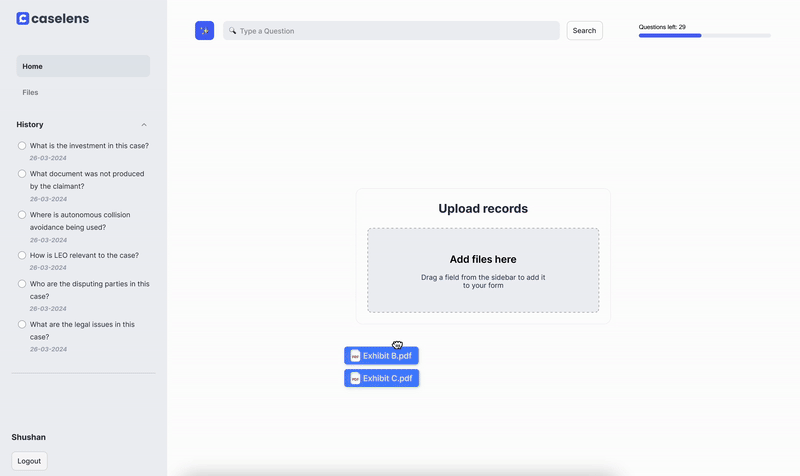 caselens
Home
Files
History
What is the investment in this case?
26-03-2024
What document was not produced
by the claimant?
26-03-2024
Where is autonomous collision
avoidance being used?
26-03-2024
How is LEO relevant to the case?
26-03-2024
Who are the disputing parties in this
case?
26-03-2024
What are the legal issues in this
case?
26-03-2024
Shushan
Logout
Type a Question
Search
Questions left: 29
Upload records
Add files here
Drag a field from the sidebar to add it
to your form
PDF Exhibit B.pdf
PDF Exhibit C.pdf